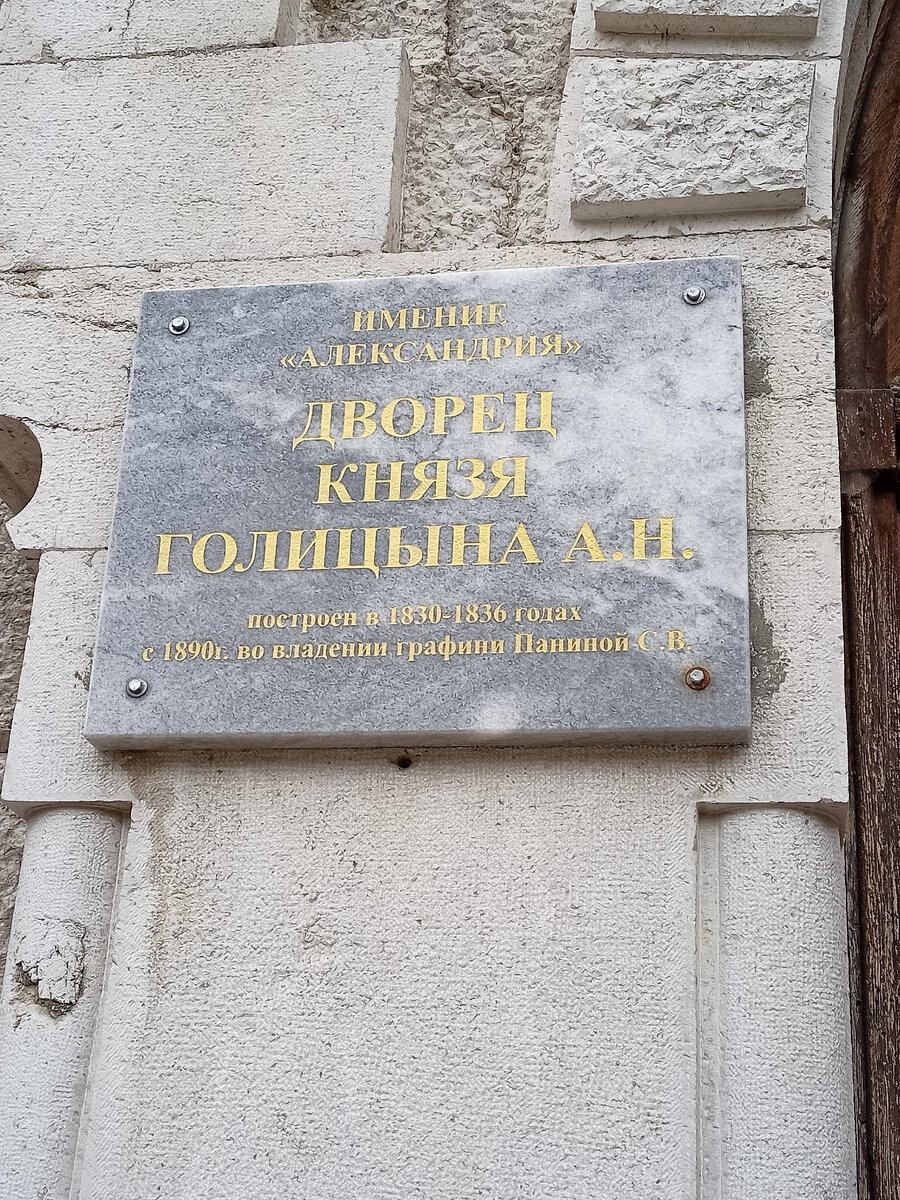 ИМЕНИЕ
«АЛЕКСАНДРИЯ»
ДВОРЕЦ
КНЯЗЯ
ГОЛИЦЫНА А.Н.
построен в 1830-1836 годах
с 1890г. во владении графини Паниной С.В.